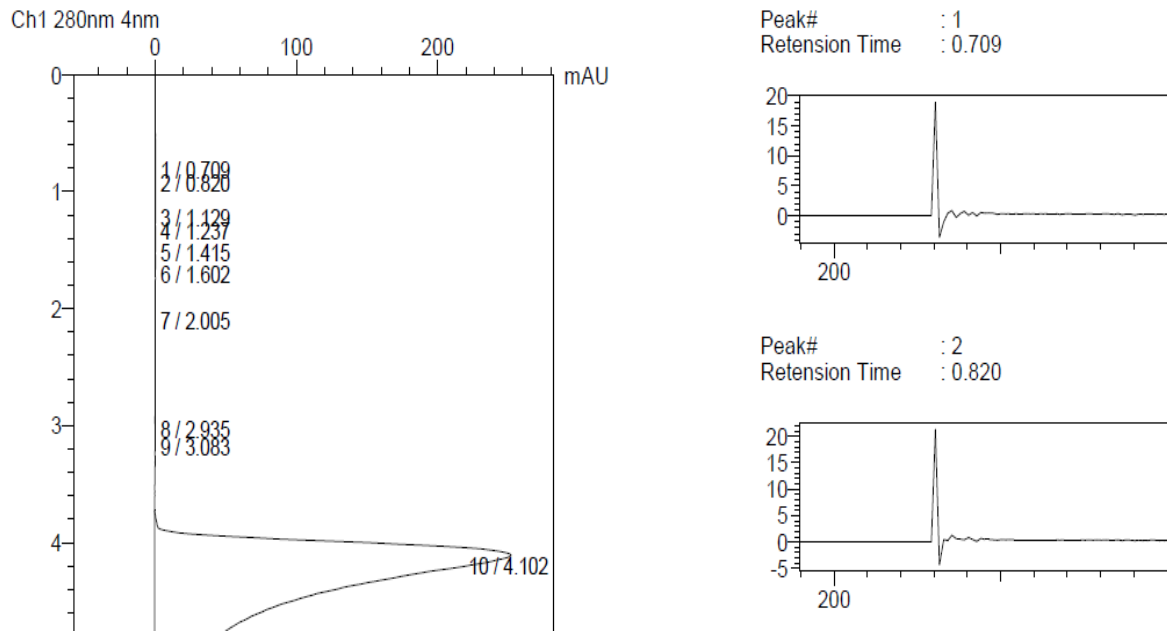 Ch1 280nm 4nm
0 100 200
mAU
0
1 / 0.709
2 / 0.820
1
3 / 1.129
4 / 1.237
5 / 1.415
6 / 1.602
2
7 / 2.005
3
8 / 2.935
9 / 3.083
4
10 / 4.102
Peak# : 1
Retension Time : 0.709
20
15
10
5
0
200
Peak# : 2
Retension Time : 0.820
20
15
10
5
0
-5
200